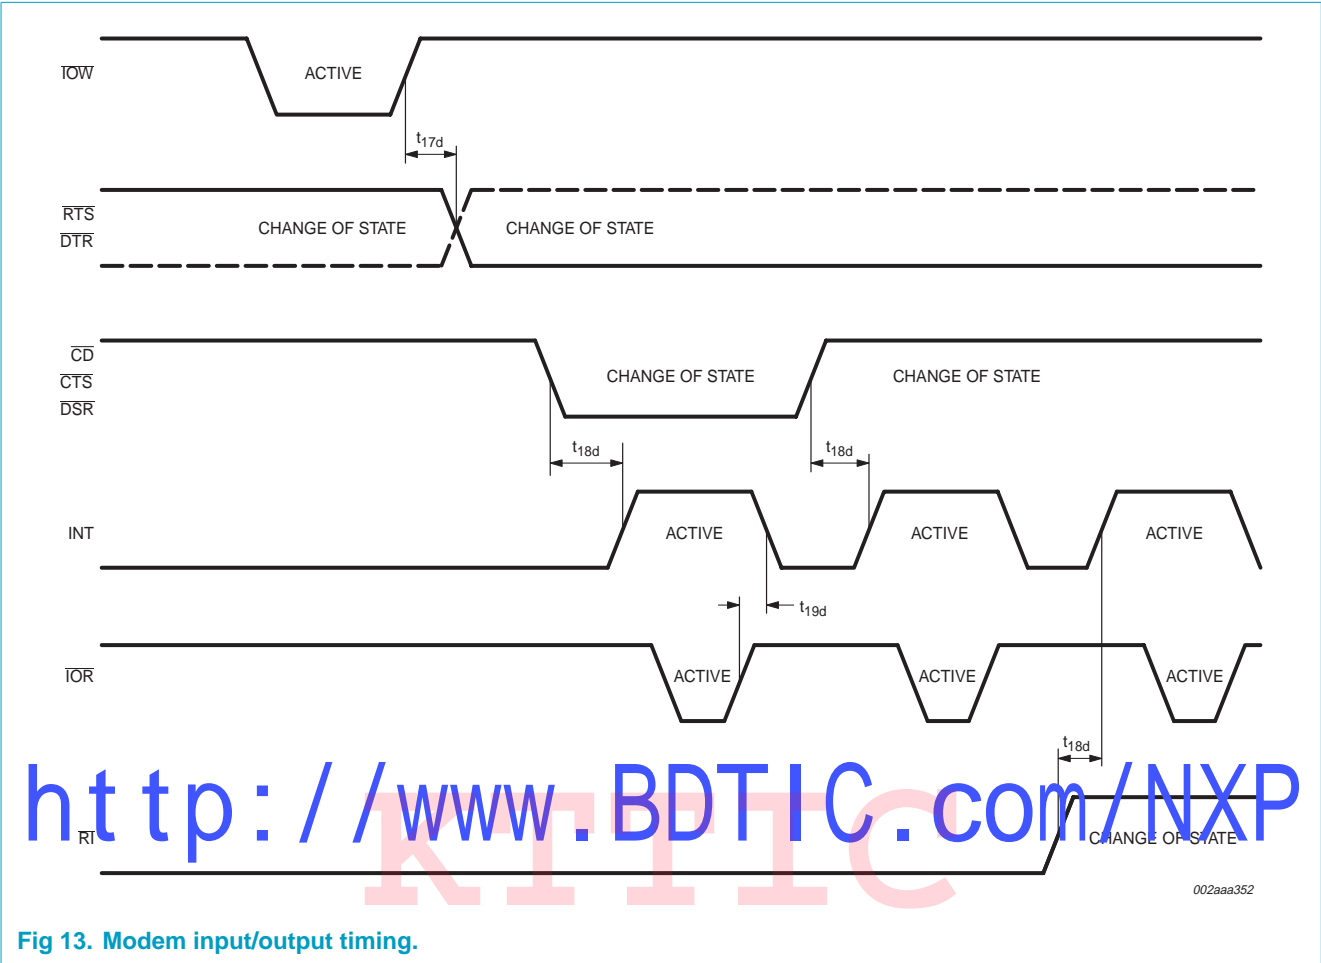 IOW
ACTIVE
t17d
RTS
DTR
CHANGE OF STATE
CHANGE OF STATE
CD
CTS
DSR
CHANGE OF STATE
CHANGE OF STATE
t18d
t18d
INT
ACTIVE
ACTIVE
ACTIVE
t19d
IOR
ACTIVE
ACTIVE
ACTIVE
t18d
http://www.BDTIC.com/NXP
KTTIC
RI
CHANGE OF STATE
002aaa352
Fig 13. Modem input/output timing.